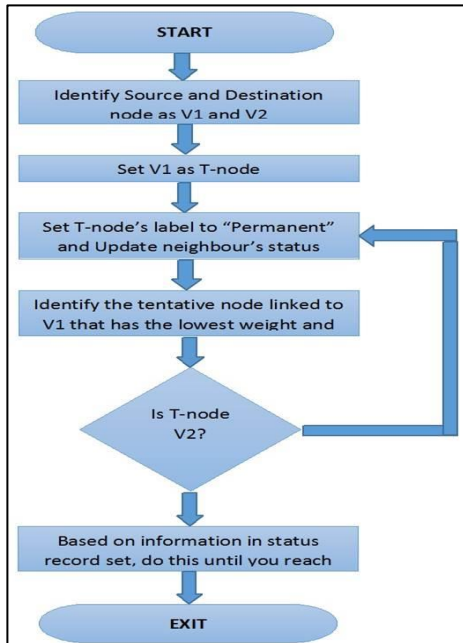 START
Identify Source and Destination
node as V1 and V2
Set V1 as T-node
Set T-node's label to "Permanent"
and Update neighbour's status
Identify the tentative node linked to
V1 that has the lowest weight and
Is T-node
V2?
Based on information in status
record set, do this until you reach
EXIT